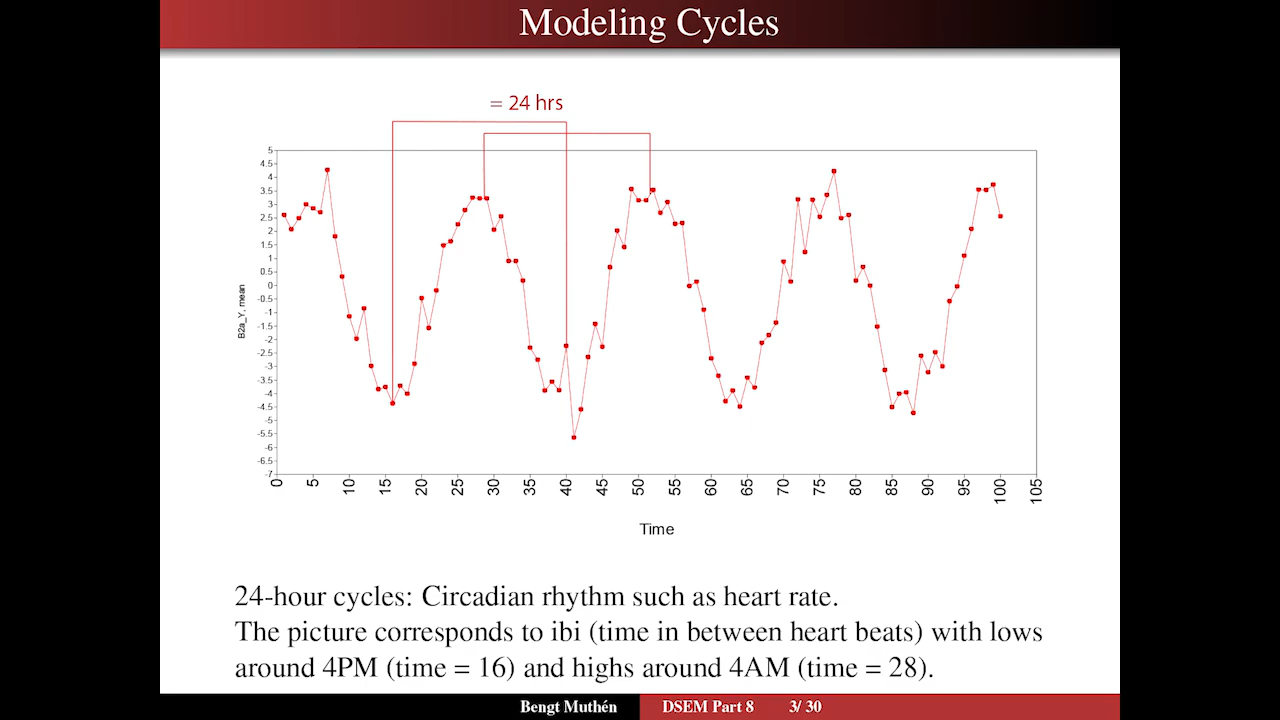 Modeling Cycles
= 24 hrs
5
4.5
4
3.5
3
2.5
2
1.5
1
0.5
0
-0.5
-1
-1.5
-2
-2.5
-3
-3.5
-4
-4.5
-5
-5.5
-6
-6.5
-7
B2a_Y, mean
0 5 10 15 20 25 30 35 40 45 50 55 60 65 70 75 80 85 90 95 100 105
Time
24-hour cycles: Circadian rhythm such as heart rate.
The picture corresponds to ibi (time in between heart beats) with lows
around 4PM (time = 16) and highs around 4AM (time = 28).
Bengt Muthén DSEM Part 8 3/ 30